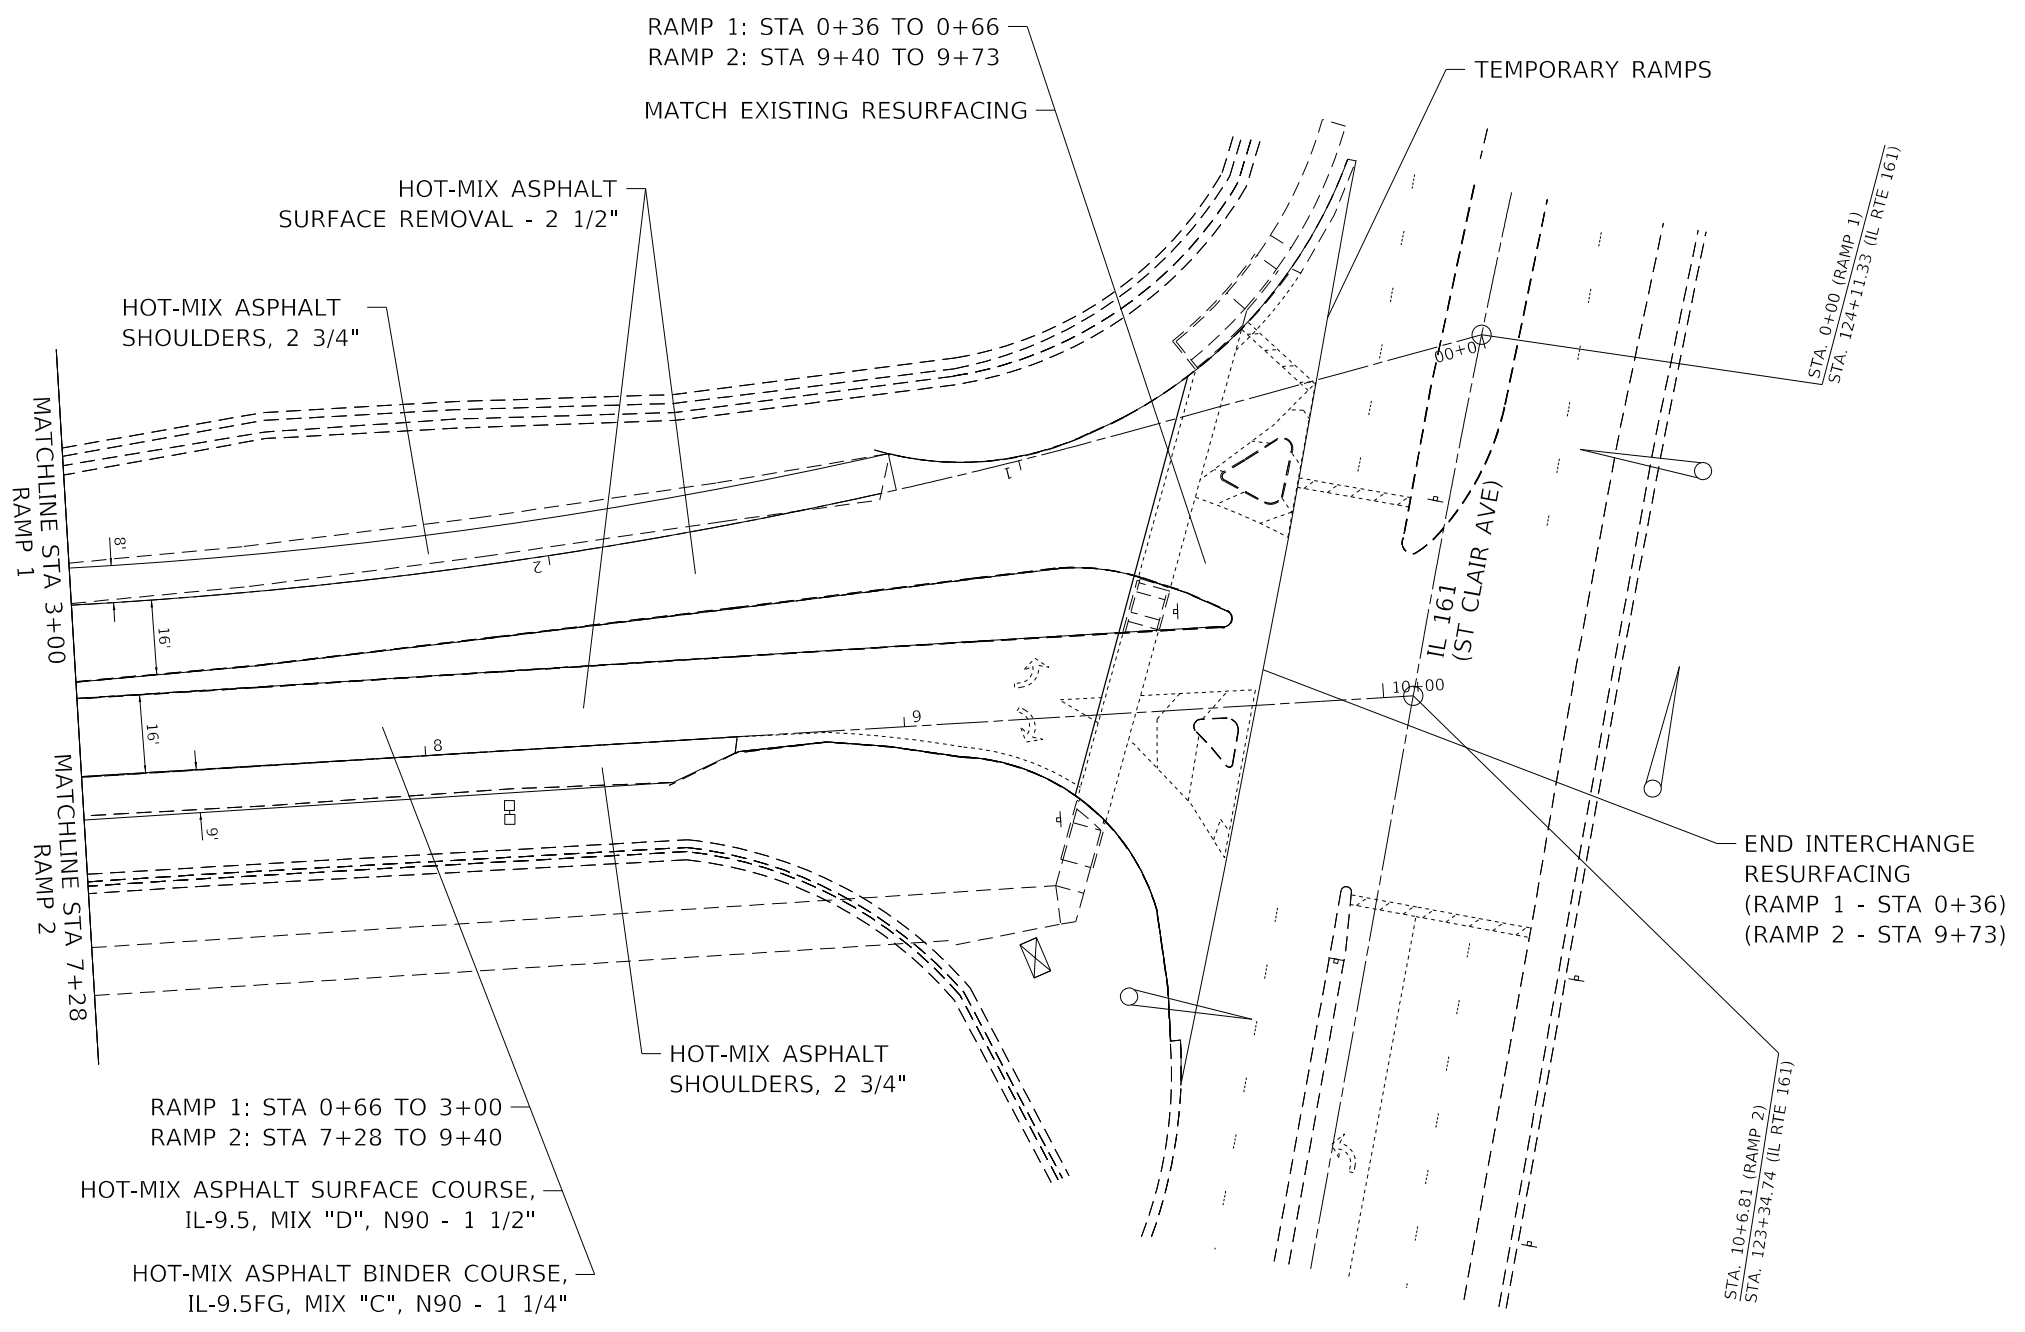 RAMP 1: STA 0+36 TO 0+66
RAMP 2: STA 9+40 TO 9+73
MATCH EXISTING RESURFACING
TEMPORARY RAMPS
HOT-MIX ASPHALT
SURFACE REMOVAL - 2 1/2"
HOT-MIX ASPHALT
SHOULDERS, 2 3/4"
STA. 0+00 (RAMP 1)
STA. 124+11.33 (IL RTE 161)
0+00
1
2
8'
16'
MATCHLINE STA 3+00
RAMP 1
IL 161
(ST CLAIR AVE)
10+00
9
8
16'
9'
MATCHLINE STA 7+28
RAMP 2
END INTERCHANGE
RESURFACING
(RAMP 1 - STA 0+36)
(RAMP 2 - STA 9+73)
HOT-MIX ASPHALT
SHOULDERS, 2 3/4"
RAMP 1: STA 0+66 TO 3+00
RAMP 2: STA 7+28 TO 9+40
HOT-MIX ASPHALT SURFACE COURSE,
IL-9.5, MIX "D", N90 - 1 1/2"
HOT-MIX ASPHALT BINDER COURSE,
IL-9.5FG, MIX "C", N90 - 1 1/4"
STA. 10+6.81 (RAMP 2)
STA. 123+34.74 (IL RTE 161)